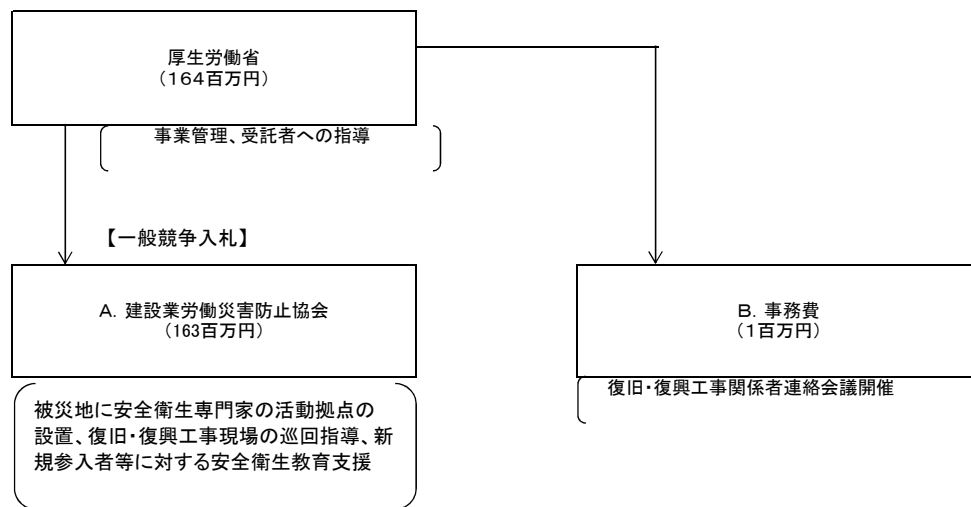 厚生労働省
（１６４百万円）
事業管理、受託者への指導
【一般競争入札】
Ａ．建設業労働災害防止協会
（163百万円）
被災地に安全衛生専門家の活動拠点の
設置、復旧・復興工事現場の巡回指導、新
規参入者等に対する安全衛生教育支援
Ｂ．事務費
（１百万円）
復旧・復興工事関係者連絡会議開催